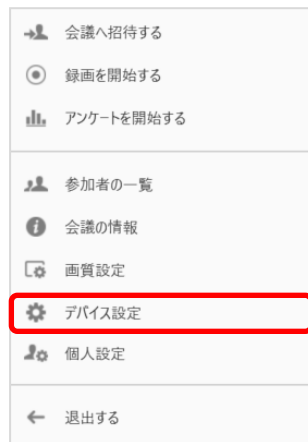 会議へ招待する
録画を開始する
アンケートを開始する
参加者の一覧
会議の情報
画質設定
デバイス設定
個人設定
退出する